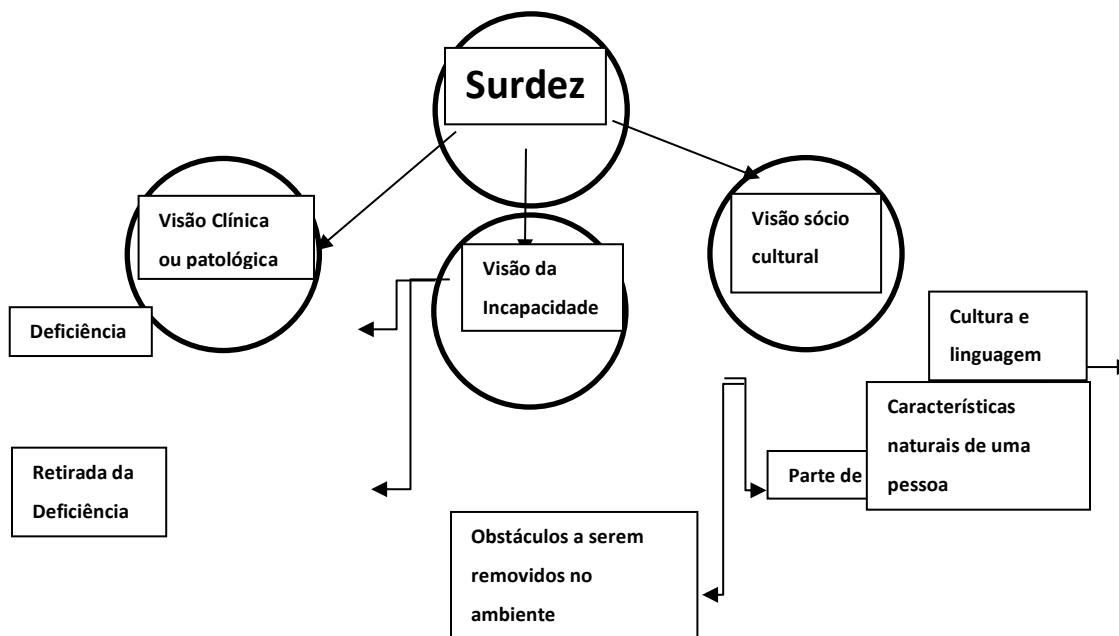 Surdez
Visão Clínica
ou patológica
Visão da
Incapacidade
Visão sócio
cultural
Deficiência
Cultura e
linguagem
Retirada da
Deficiência
Parte de
Características
naturais de uma
pessoa
Obstáculos a serem
removidos no
ambiente